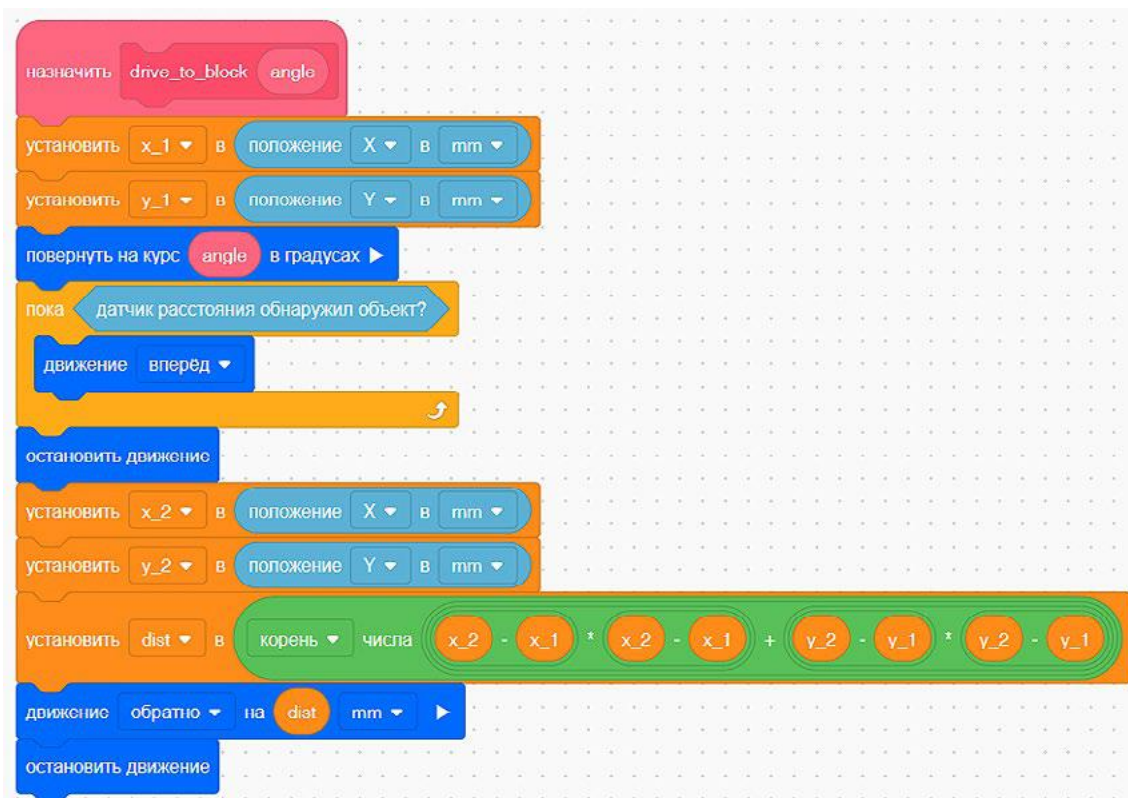 назначить drive_to_block angle
установить x_1 в положение X в mm
установить y_1 в положение Y в mm
повернуть на курс angle в градусах
пока датчик расстояния обнаружил объект?
движение вперёд
остановить движение
установить x_2 в положение X в mm
установить y_2 в положение Y в mm
установить dist в корень числа x_2 - x_1 * x_2 - x_1 + y_2 - y_1 * y_2 - y_1
движение обратно на dist mm
остановить движение